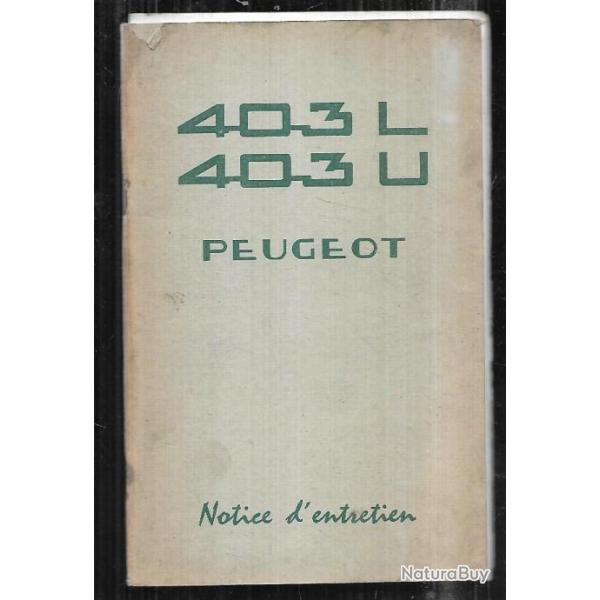 403 L
403 U
PEUGEOT
Notice d'entretien
NaturaBuy